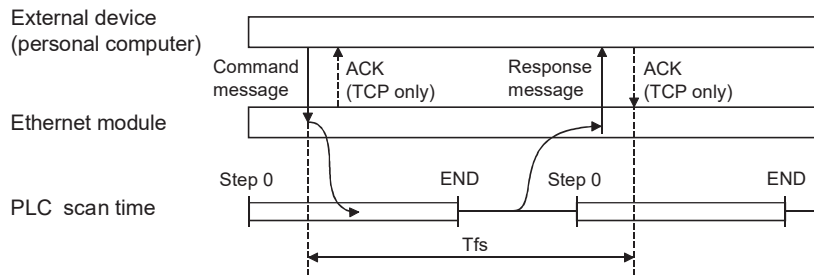 External device
(personal computer)
Command
message
ACK
(TCP only)
Response
message
ACK
(TCP only)
Ethernet module
Step 0
END
Step 0
END
PLC scan time
Tfs